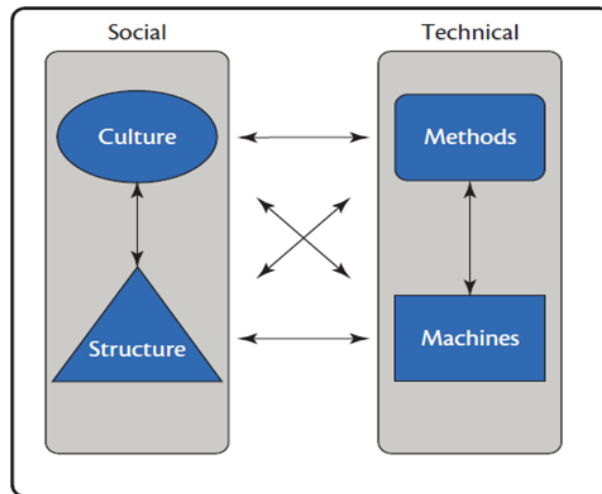 Social
Technical
Culture
Methods
Structure
Machines